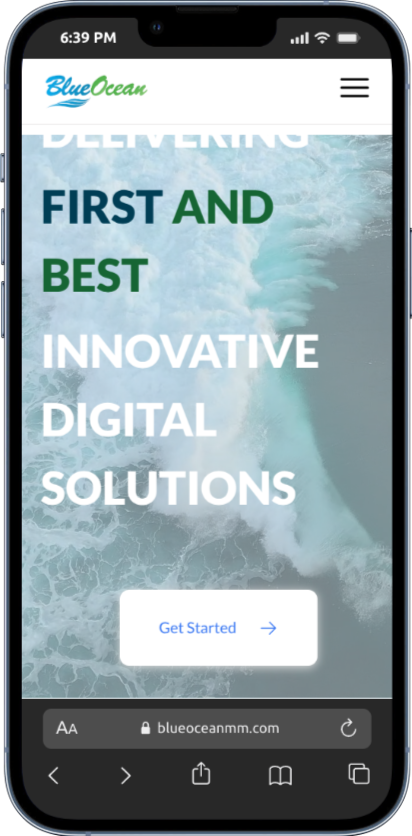 6:39 PM
BlueOcean
DELIVERING
FIRST AND
BEST
INNOVATIVE
DIGITAL
SOLUTIONS
Get Started
AA
blueoceanmm.com